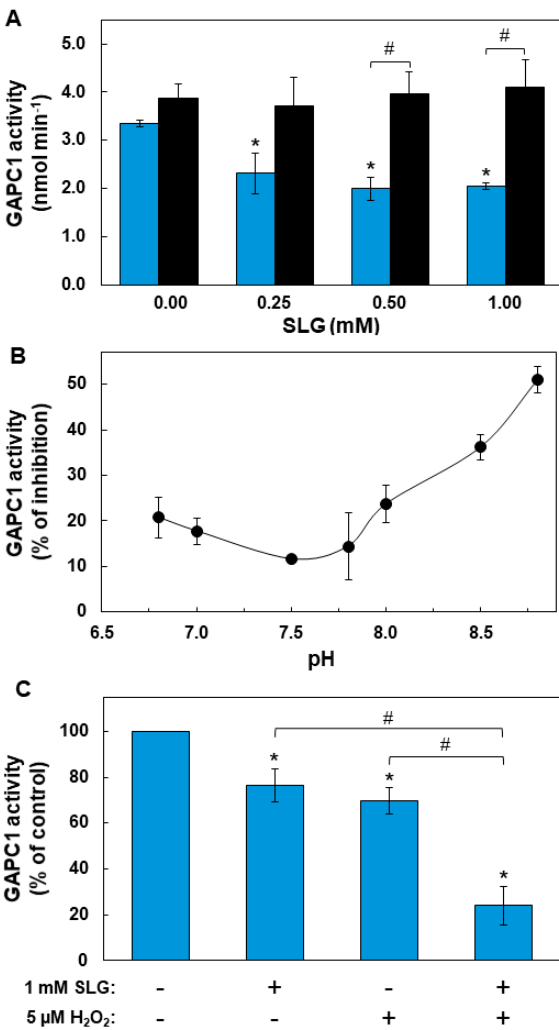 A
GAPC1 activity
(nmol min⁻¹)
5.0
4.0
3.0
2.0
1.0
0.0
#
#
*
*
*
0.00 0.25 0.50 1.00
SLG (mM)
B
GAPC1 activity
(% of inhibition)
50
40
30
20
10
0
6.5 7.0 7.5 8.0 8.5
pH
C
GAPC1 activity
(% of control)
100
80
60
40
20
0
#
#
*
*
*
1 mM SLG: - + - +
5 µM H₂O₂: - - + +